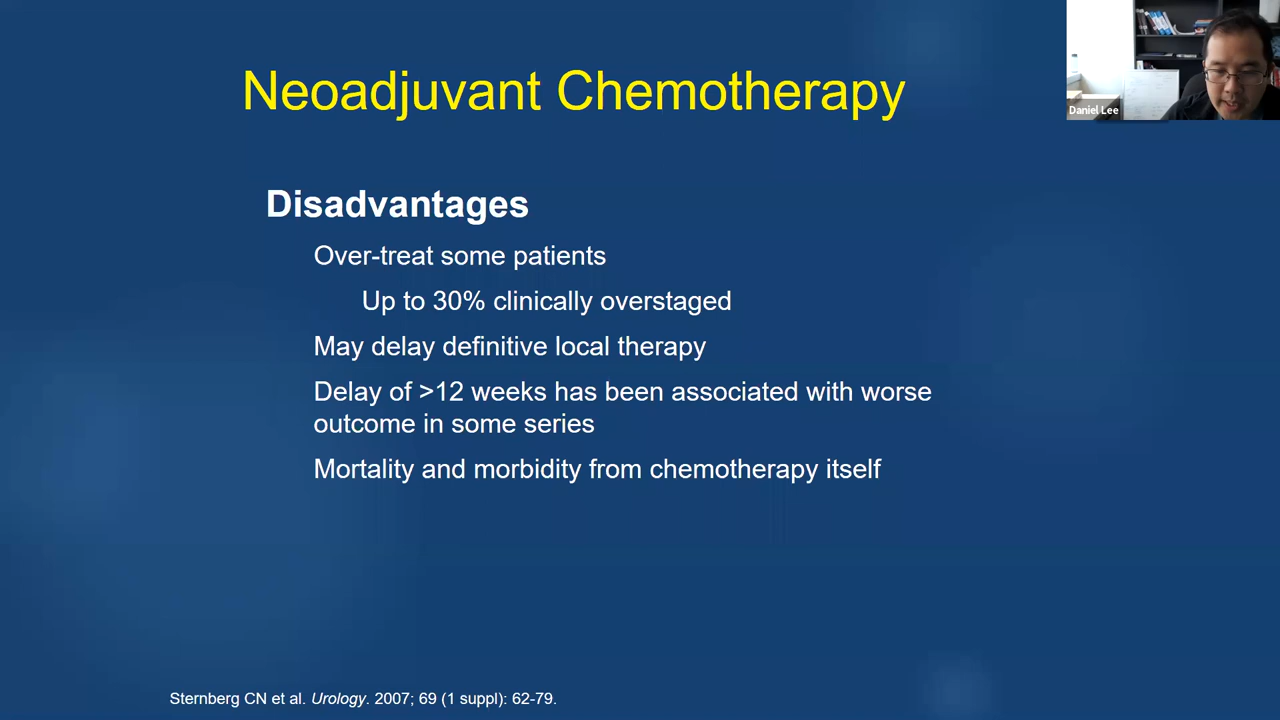 Neoadjuvant Chemotherapy
Daniel Lee
Disadvantages
Over-treat some patients
Up to 30% clinically overstaged
May delay definitive local therapy
Delay of >12 weeks has been associated with worse
outcome in some series
Mortality and morbidity from chemotherapy itself
Sternberg CN et al. Urology. 2007; 69 (1 suppl): 62-79.